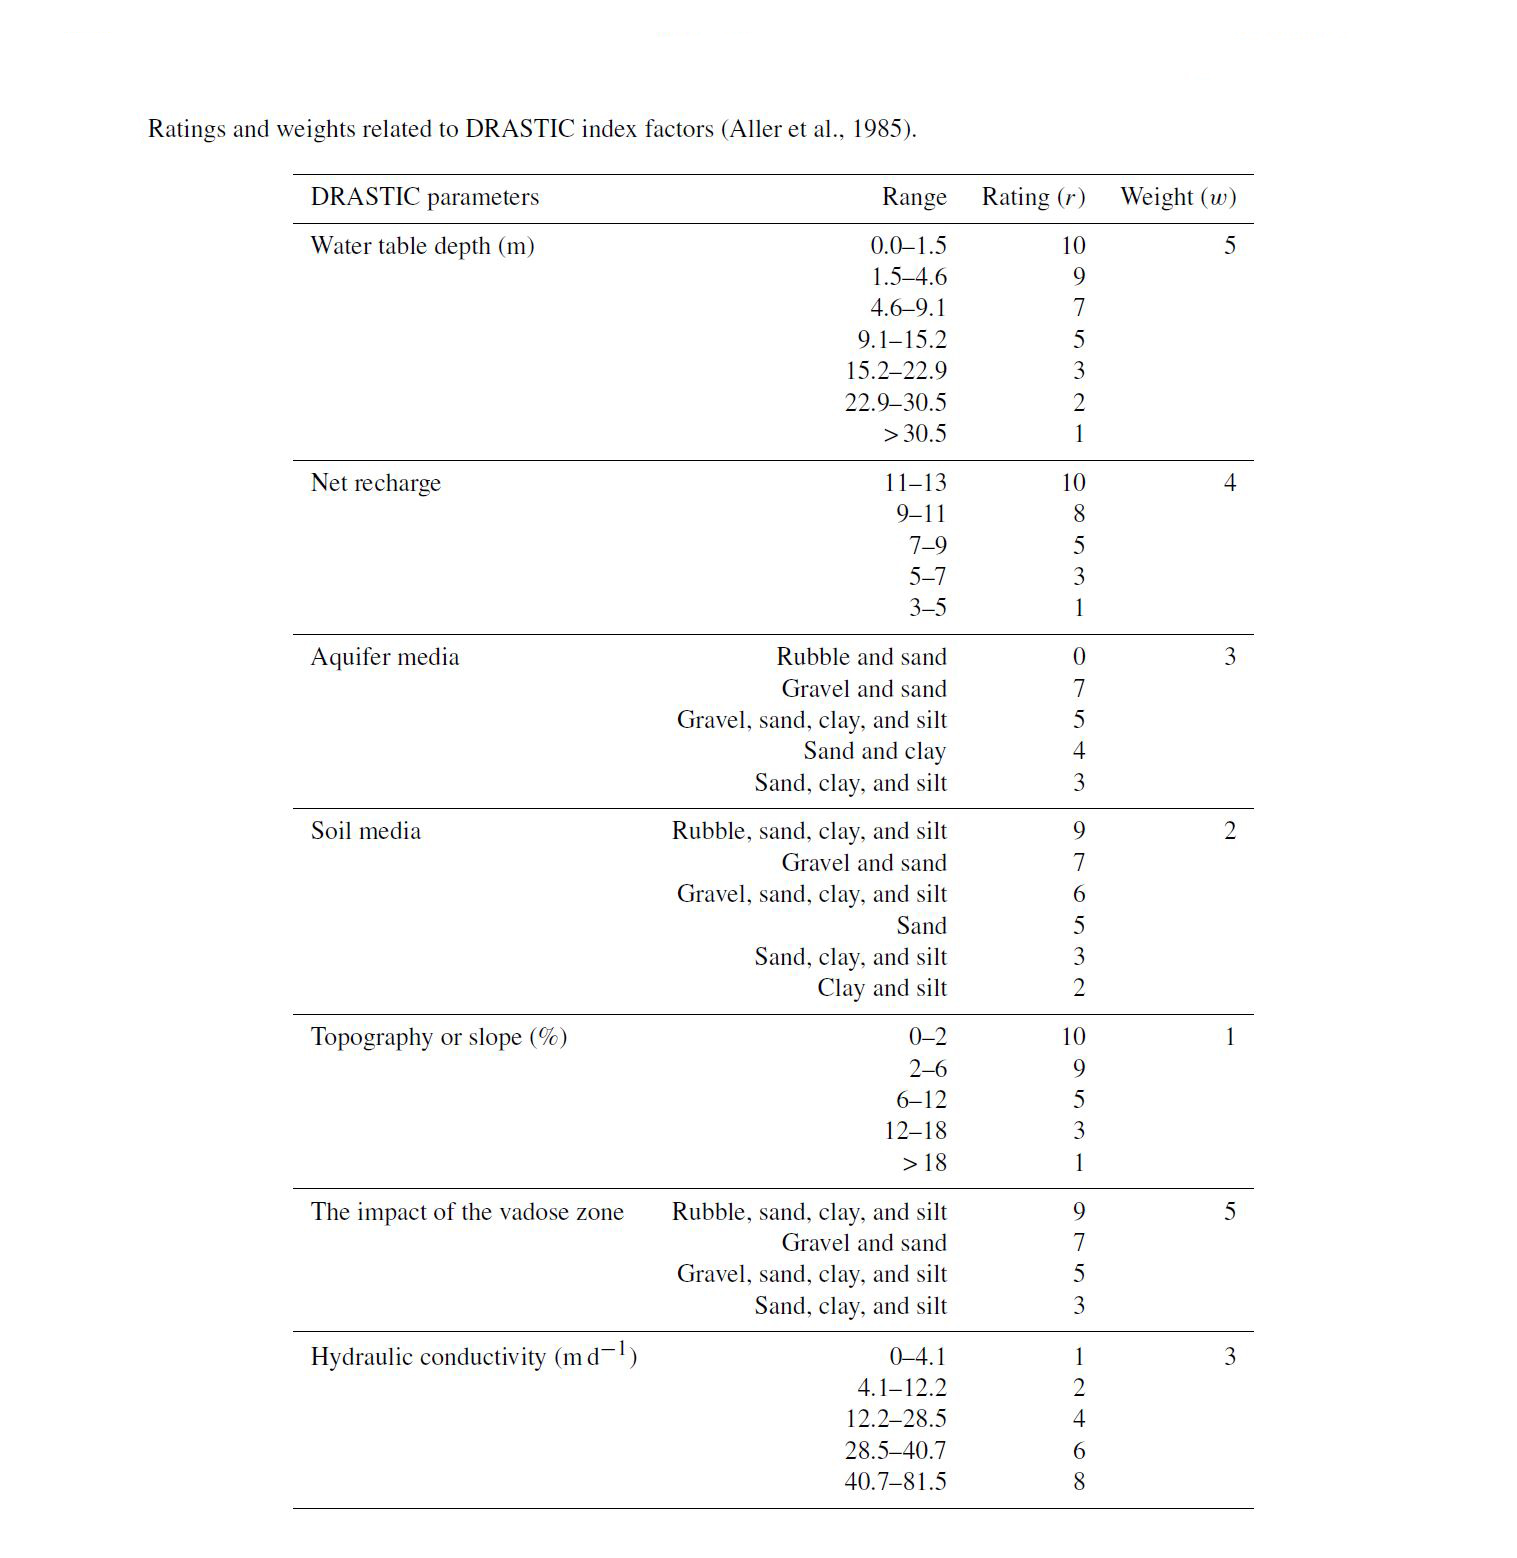 Ratings and weights related to DRASTIC index factors (Aller et al., 1985).
DRASTIC parameters Range Rating (r) Weight (w)
Water table depth (m) 0.0–1.5 10 5
1.5–4.6 9
4.6–9.1 7
9.1–15.2 5
15.2–22.9 3
22.9–30.5 2
> 30.5 1
Net recharge 11–13 10 4
9–11 8
7–9 5
5–7 3
3–5 1
Aquifer media Rubble and sand 0 3
Gravel and sand 7
Gravel, sand, clay, and silt 5
Sand and clay 4
Sand, clay, and silt 3
Soil media Rubble, sand, clay, and silt 9 2
Gravel and sand 7
Gravel, sand, clay, and silt 6
Sand 5
Sand, clay, and silt 3
Clay and silt 2
Topography or slope (%) 0–2 10 1
2–6 9
6–12 5
12–18 3
> 18 1
The impact of the vadose zone Rubble, sand, clay, and silt 9 5
Gravel and sand 7
Gravel, sand, clay, and silt 5
Sand, clay, and silt 3
Hydraulic conductivity (m d⁻¹) 0–4.1 1 3
4.1–12.2 2
12.2–28.5 4
28.5–40.7 6
40.7–81.5 8